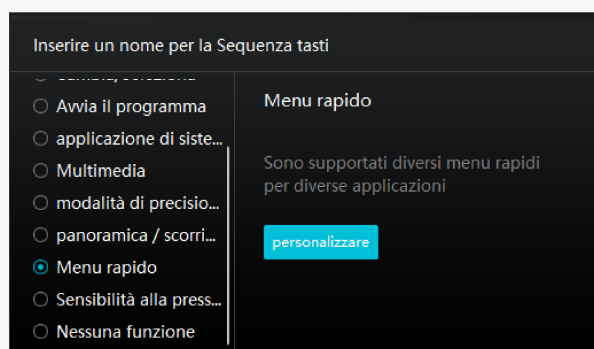 Inserire un nome per la Sequenza tasti
Avvia il programma
applicazione di siste...
Multimedia
modalità di precisio...
panoramica / scorri...
Menu rapido
Sensibilità alla press...
Nessuna funzione
Menu rapido
Sono supportati diversi menu rapidi
per diverse applicazioni
personalizzare